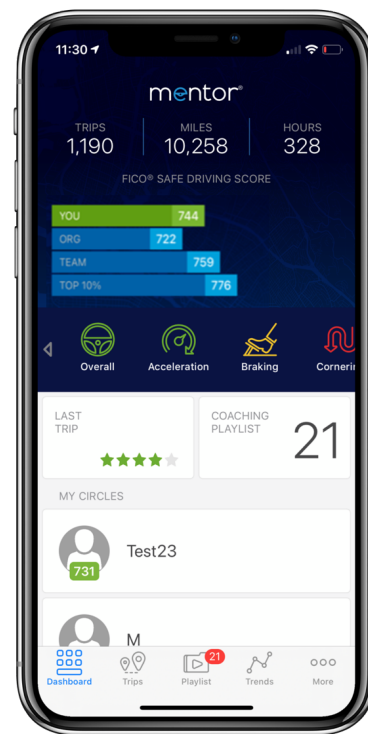 11:30
mentor®
TRIPS MILES HOURS
1,190 10,258 328
FICO® SAFE DRIVING SCORE
YOU 744
ORG 722
TEAM 759
TOP 10% 776
Overall Acceleration Braking Cornerin
LAST
TRIP
COACHING
PLAYLIST
21
MY CIRCLES
Test23
731
M
21
Dashboard Trips Playlist Trends More